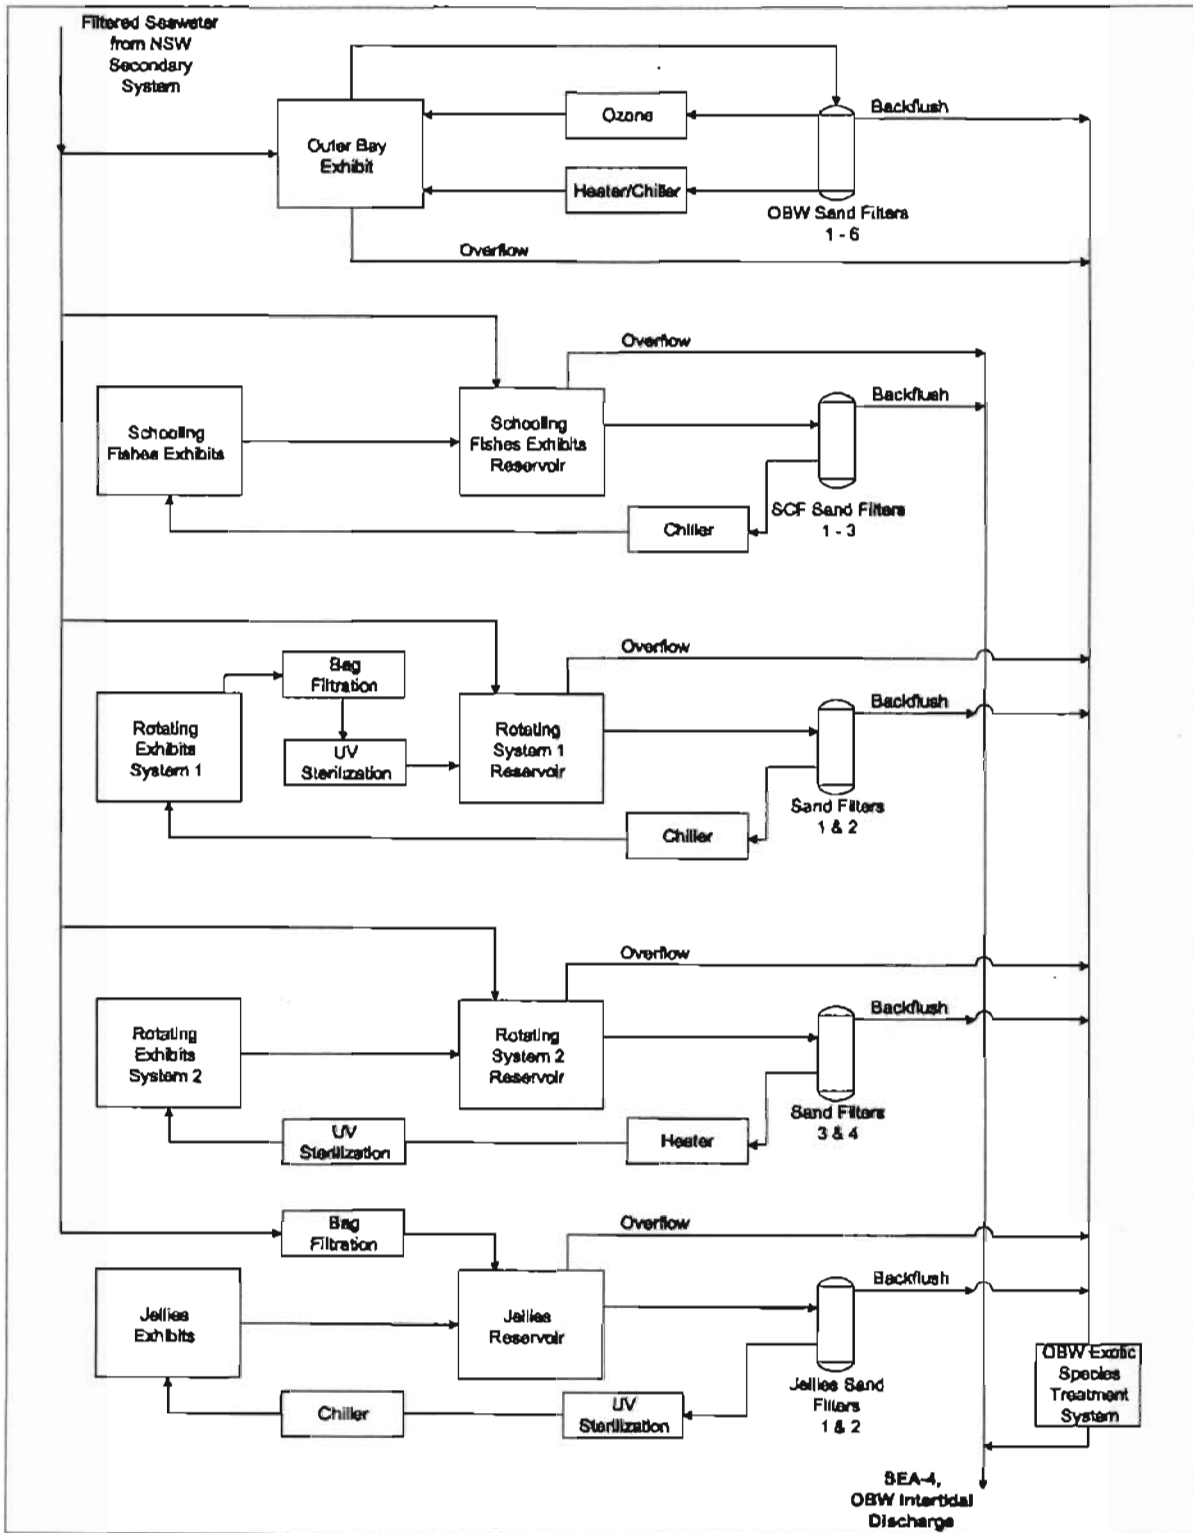 Filtered Seawater
from NSW
Secondary
System
Outer Bay
Exhibit
Ozone
Heater/Chiller
Backflush
OBW Sand Filters
1 - 6
Overflow
Overflow
Schooling
Fishes Exhibits
Schooling
Fishes Exhibits
Reservoir
Backflush
SCF Sand Filters
1 - 3
Chiller
Overflow
Bag
Filtration
Rotating
Exhibits
System 1
UV
Sterilization
Rotating
System 1
Reservoir
Backflush
Sand Filters
1 & 2
Chiller
Overflow
Rotating
Exhibits
System 2
Rotating
System 2
Reservoir
Backflush
Sand Filters
3 & 4
UV
Sterilization
Heater
Bag
Filtration
Overflow
Jellies
Exhibits
Jellies
Reservoir
Backflush
Jellies Sand
Filters
1 & 2
Chiller
UV
Sterilization
OBW Exotic
Species
Treatment
System
SEA-4,
OBW Intertidal
Discharge